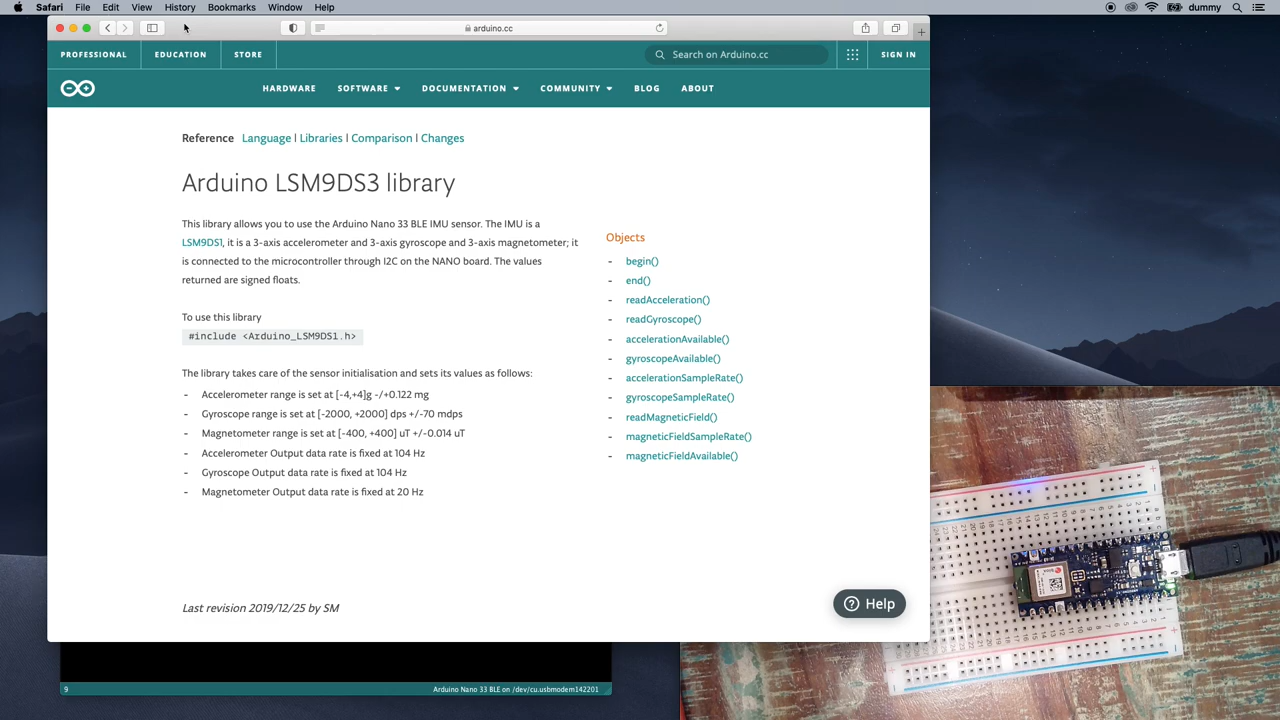 Safari File Edit View History Bookmarks Window Help
dummy
arduino.cc
PROFESSIONAL EDUCATION STORE
Search on Arduino.cc
SIGN IN
HARDWARE SOFTWARE DOCUMENTATION COMMUNITY BLOG ABOUT
Reference Language | Libraries | Comparison | Changes
Arduino LSM9DS3 library
This library allows you to use the Arduino Nano 33 BLE IMU sensor. The IMU is a
LSM9DS1, it is a 3-axis accelerometer and 3-axis gyroscope and 3-axis magnetometer; it
is connected to the microcontroller through I2C on the NANO board. The values
returned are signed floats.
To use this library
#include <Arduino_LSM9DS1.h>
The library takes care of the sensor initialisation and sets its values as follows:
- Accelerometer range is set at [-4,+4]g -/+0.122 mg
- Gyroscope range is set at [-2000, +2000] dps +/-70 mdps
- Magnetometer range is set at [-400, +400] uT +/-0.014 uT
- Accelerometer Output data rate is fixed at 104 Hz
- Gyroscope Output data rate is fixed at 104 Hz
- Magnetometer Output data rate is fixed at 20 Hz
Objects
- begin()
- end()
- readAcceleration()
- readGyroscope()
- accelerationAvailable()
- gyroscopeAvailable()
- accelerationSampleRate()
- gyroscopeSampleRate()
- readMagneticField()
- magneticFieldSampleRate()
- magneticFieldAvailable()
Last revision 2019/12/25 by SM
Help
9
Arduino Nano 33 BLE on /dev/cu.usbmodem142201